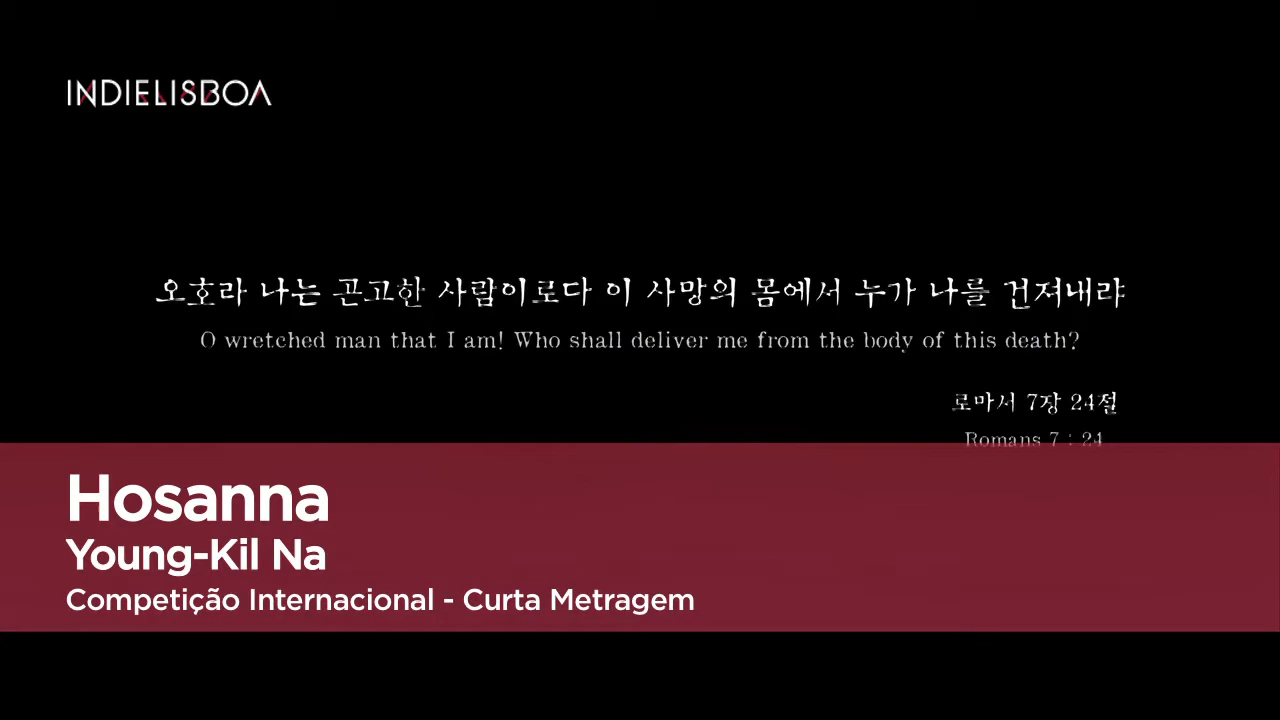 INDIELISBOA
오호라 나는 곤고한 사람이로다 이 사망의 몸에서 누가 나를 건져내랴
O wretched man that I am! Who shall deliver me from the body of this death?
로마서 7장 24절
Romans 7 : 24
Hosanna
Young-Kil Na
Competição Internacional - Curta Metragem